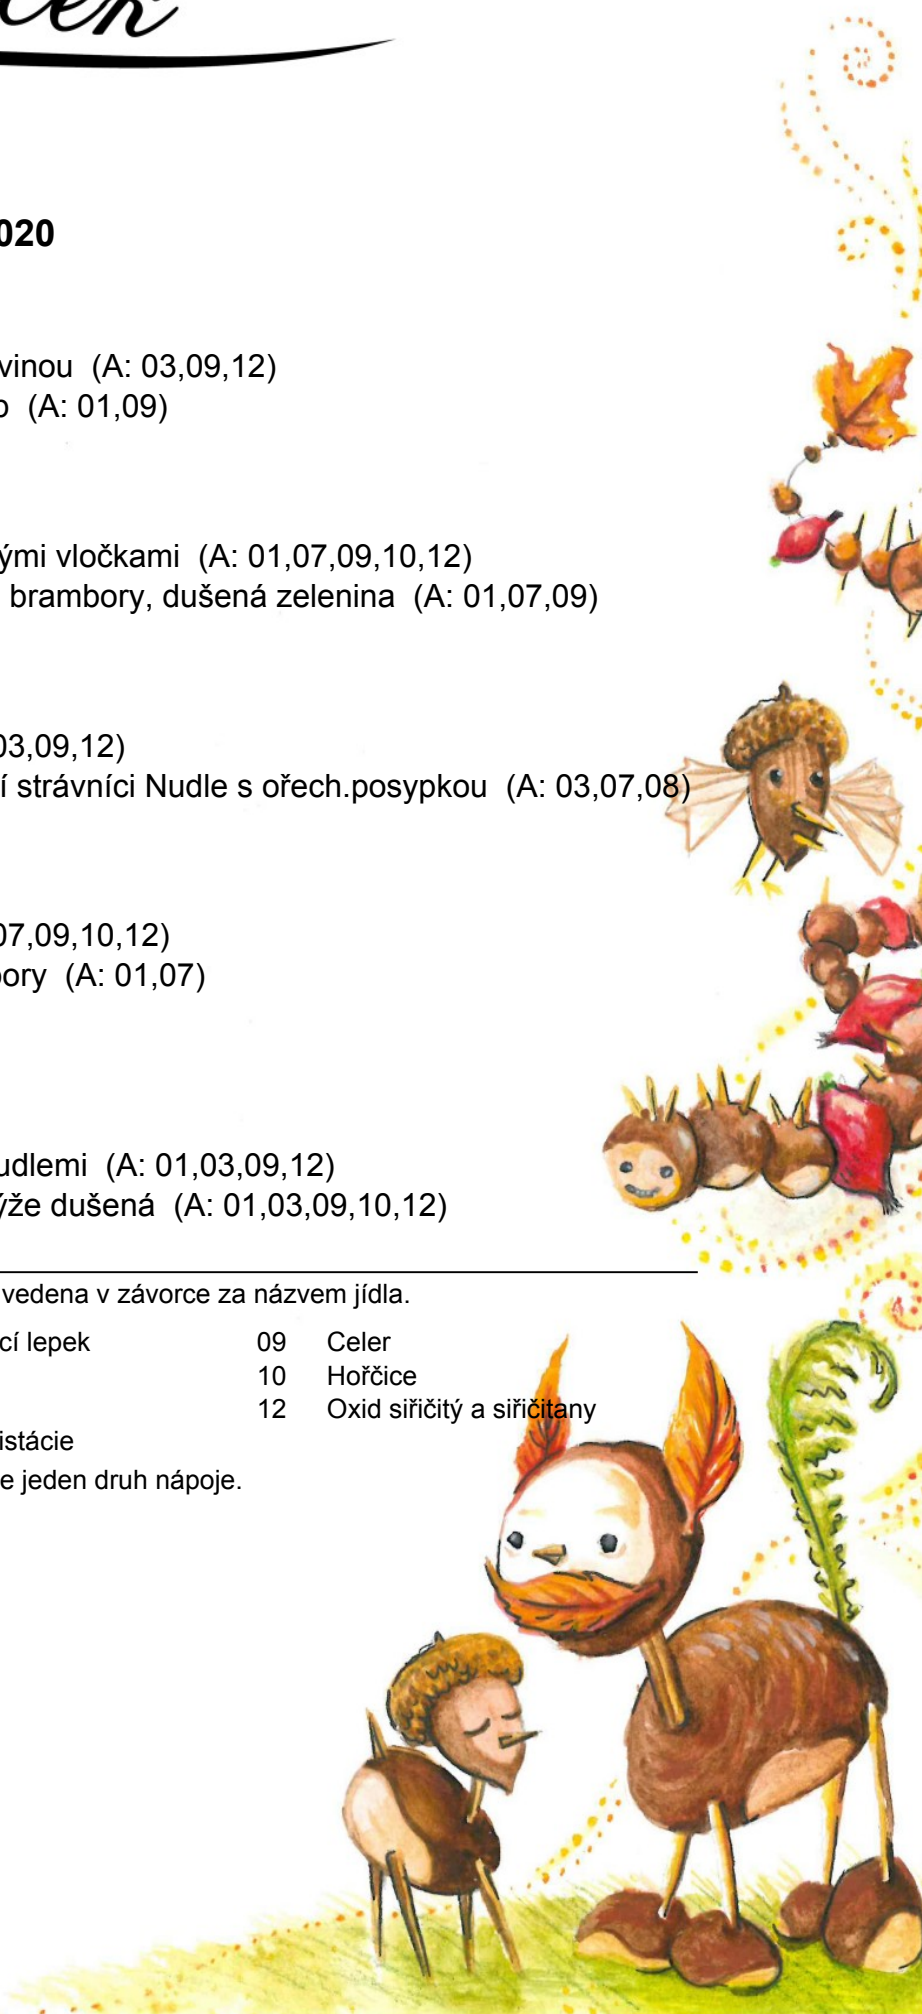 ček
020
vinou (A: 03,09,12)
o (A: 01,09)
ými vločkami (A: 01,07,09,10,12)
brambory, dušená zelenina (A: 01,07,09)
03,09,12)
í strávníci Nudle s ořech.posypkou (A: 03,07,08)
07,09,10,12)
bory (A: 01,07)
udlemi (A: 01,03,09,12)
ýže dušená (A: 01,03,09,10,12)
vedena v závorce za názvem jídla.
cí lepek 09 Celer
10 Hořčice
12 Oxid siřičitý a siřičitany
istácie
e jeden druh nápoje.